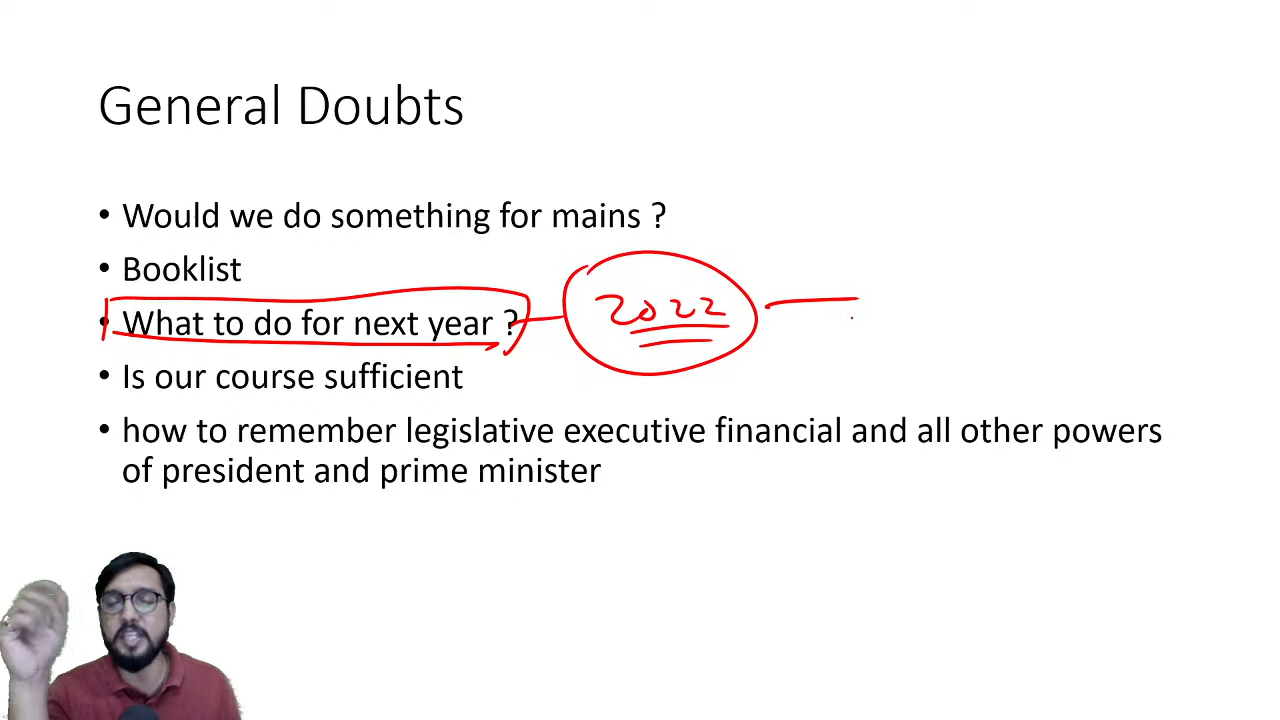 General Doubts
• Would we do something for mains ?
• Booklist
• What to do for next year ? 2022
• Is our course sufficient
• how to remember legislative executive financial and all other powers
of president and prime minister